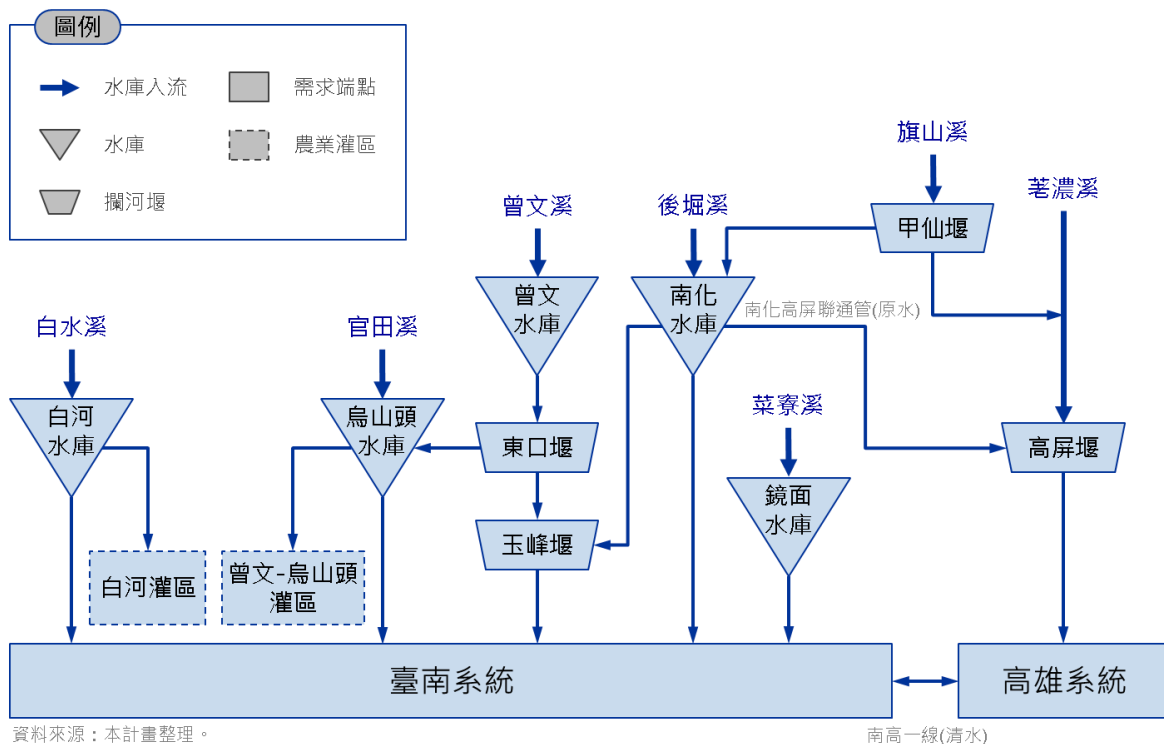 圖例
水庫入流
需求端點
水庫
農業灌區
攔河堰
旗山溪
荖濃溪
曾文溪
後堀溪
甲仙堰
曾文
水庫
南化
水庫
南化高屏聯通管(原水)
白水溪
官田溪
菜寮溪
白河
水庫
烏山頭
水庫
東口堰
高屏堰
鏡面
水庫
玉峰堰
白河灌區
曾文-烏山頭
灌區
臺南系統
高雄系統
資料來源：本計畫整理。
南高一線(清水)